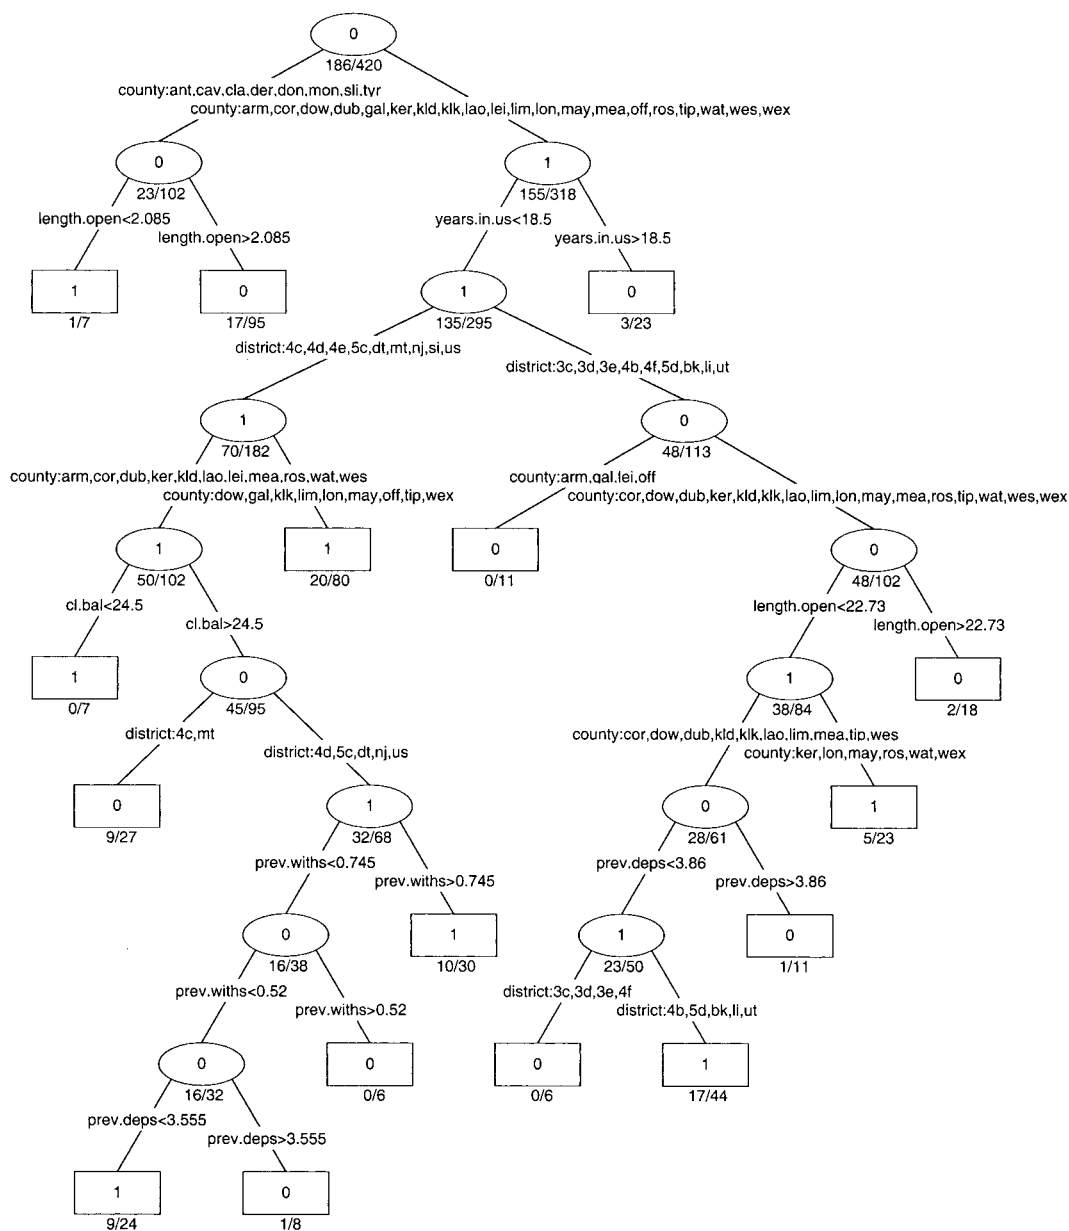 0
186/420
county:ant,cav,cla,der,don,mon,sli,tyr
county:arm,cor,dow,dub,gal,ker,kld,klk,lao,lei,lim,lon,may,mea,off,ros,tip,wat,wes,wex
0
1
23/102
155/318
length.open<2.085
years.in.us<18.5
length.open>2.085
years.in.us>18.5
1
0
1
0
1/7
17/95
135/295
3/23
district:4c,4d,4e,5c,dt,mt,nj,si,us
district:3c,3d,3e,4b,4f,5d,bk,li,ut
1
0
70/182
48/113
county:arm,cor,dub,ker,kld,lao,lei,mea,ros,wat,wes
county:arm,gal,lei,off
county:dow,gal,klk,lim,lon,may,off,tip,wex
county:cor,dow,dub,ker,kld,klk,lao,lim,lon,may,mea,ros,tip,wat,wes,wex
1
1
0
0
50/102
20/80
0/11
48/102
cl.bal<24.5
length.open<22.73
cl.bal>24.5
length.open>22.73
1
0
1
0
0/7
45/95
38/84
2/18
district:4c,mt
county:cor,dow,dub,kld,klk,lao,lim,mea,tip,wes
district:4d,5c,dt,nj,us
county:ker,lon,may,ros,wat,wex
0
1
0
1
9/27
32/68
28/61
5/23
prev.withs<0.745
prev.deps<3.86
prev.withs>0.745
prev.deps>3.86
0
1
1
0
16/38
10/30
23/50
1/11
prev.withs<0.52
district:3c,3d,3e,4f
prev.withs>0.52
district:4b,5d,bk,li,ut
0
0
0
1
16/32
0/6
0/6
17/44
prev.deps<3.555
prev.deps>3.555
1
0
9/24
1/8